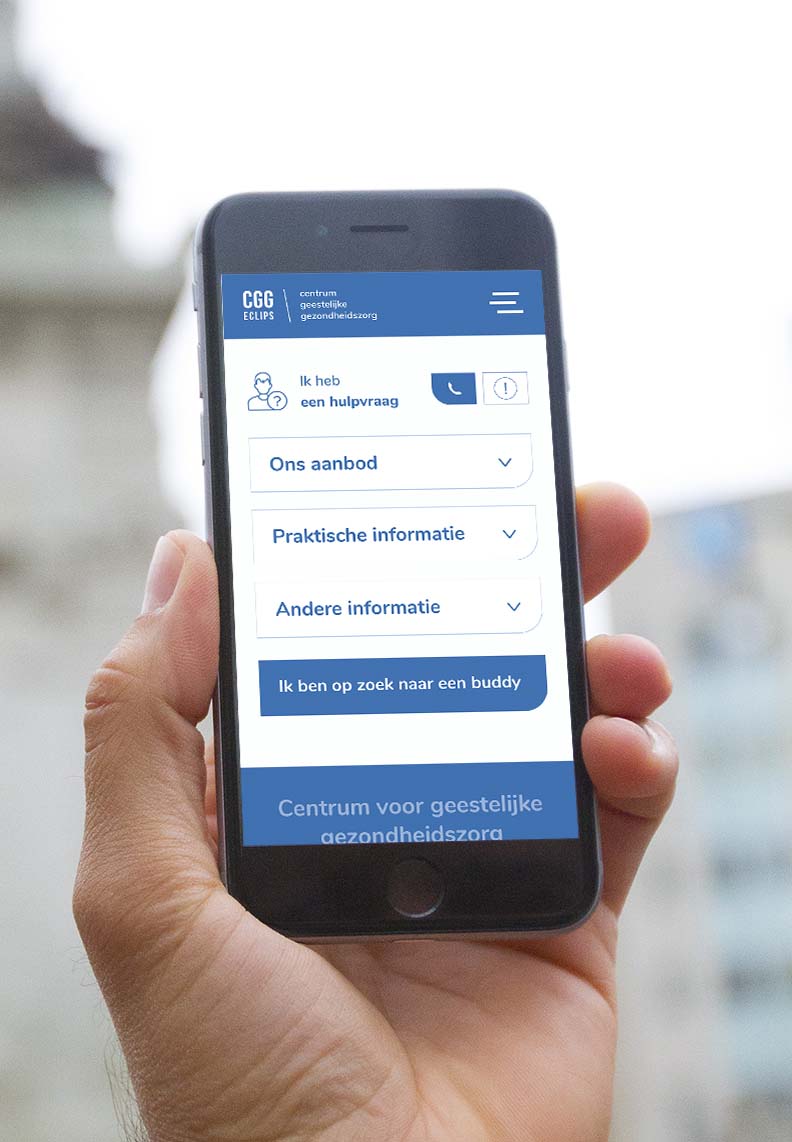 CGG
ECLIPS
centrum
geestelijke
gezondheidszorg
Ik heb
een hulpvraag
?
!
Ons aanbod
Praktische informatie
Andere informatie
Ik ben op zoek naar een buddy
Centrum voor geestelijke
gezondheidszorg